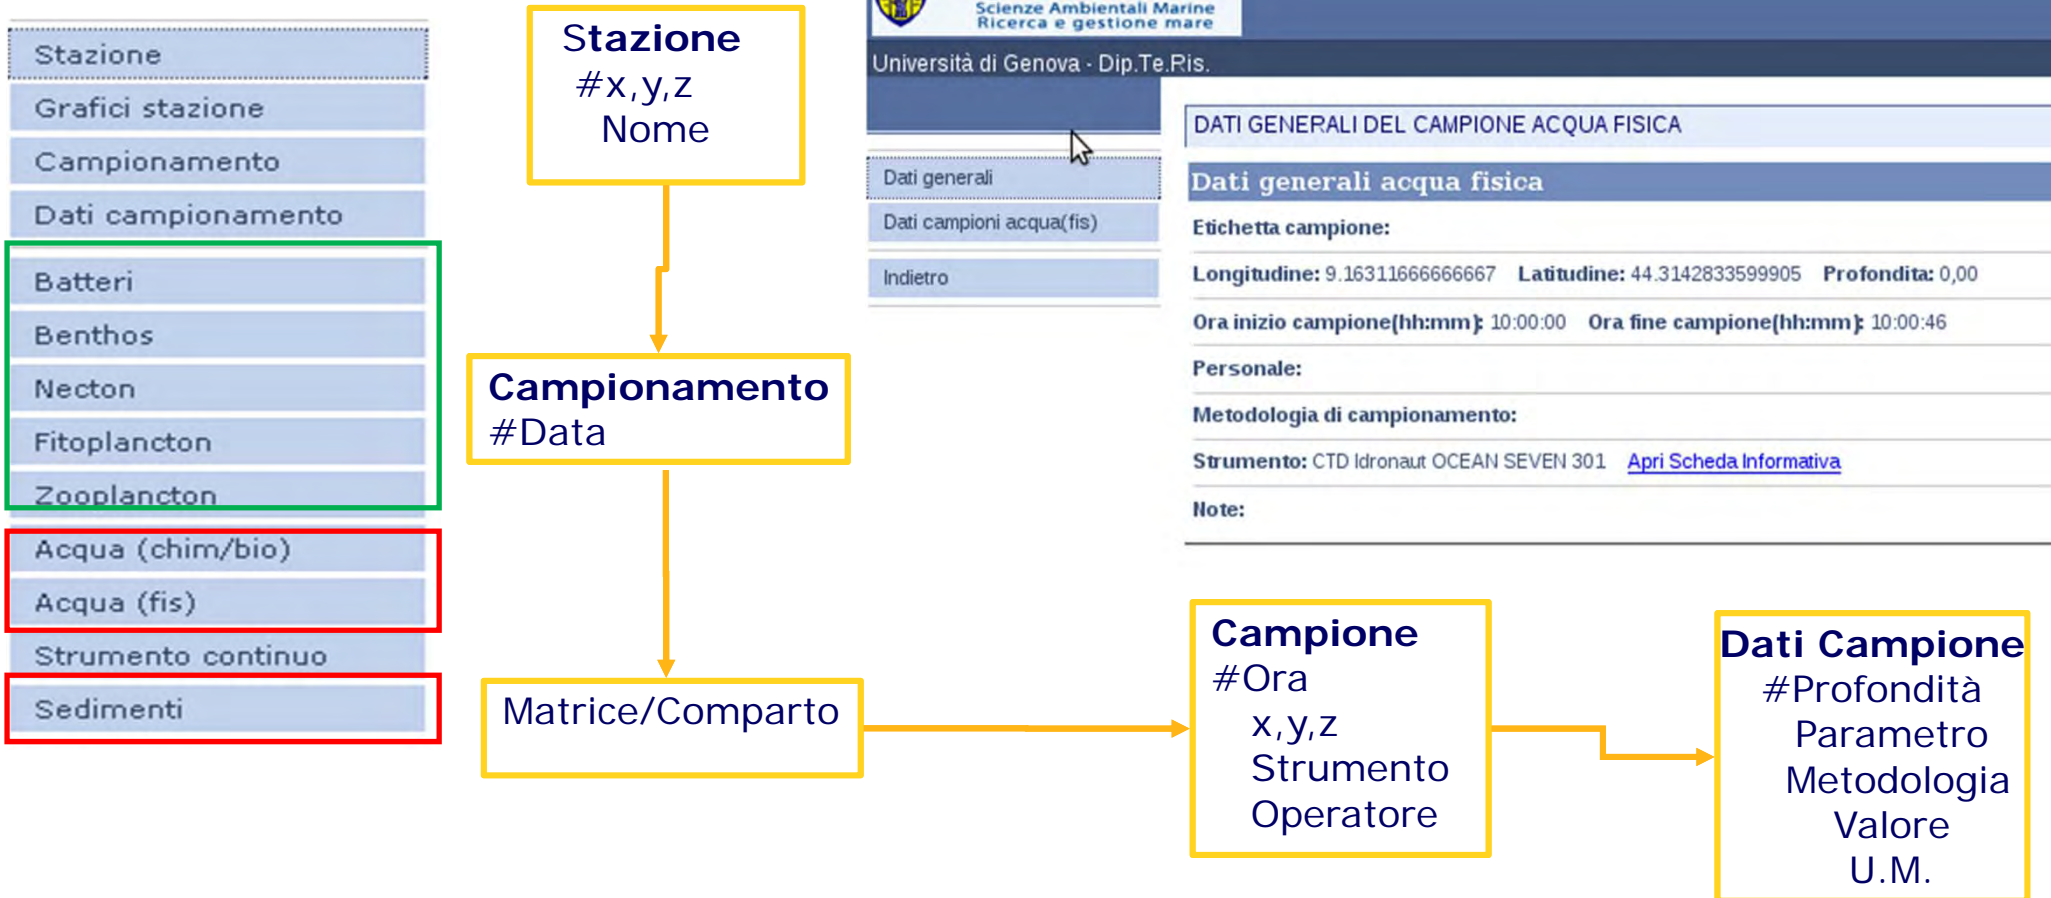 Stazione
Grafici stazione
Campionamento
Dati campionamento
Batteri
Benthos
Necton
Fitoplancton
Zooplancton
Acqua (chim/bio)
Acqua (fis)
Strumento continuo
Sedimenti
Stazione
#x,y,z
Nome
Campionamento
#Data
Matrice/Comparto
Scienze Ambientali Marine
Ricerca e gestione mare
Università di Genova - Dip.Te.Ris.
Dati generali
Dati campioni acqua(fis)
Indietro
DATI GENERALI DEL CAMPIONE ACQUA FISICA
Dati generali acqua fisica
Etichetta campione:
Longitudine: 9.16311666666667 Latitudine: 44.3142833599905 Profondita: 0,00
Ora inizio campione(hh:mm): 10:00:00 Ora fine campione(hh:mm): 10:00:46
Personale:
Metodologia di campionamento:
Strumento: CTD Idronaut OCEAN SEVEN 301 Apri Scheda Informativa
Note:
Campione
#Ora
x,y,z
Strumento
Operatore
Dati Campione
#Profondità
Parametro
Metodologia
Valore
U.M.